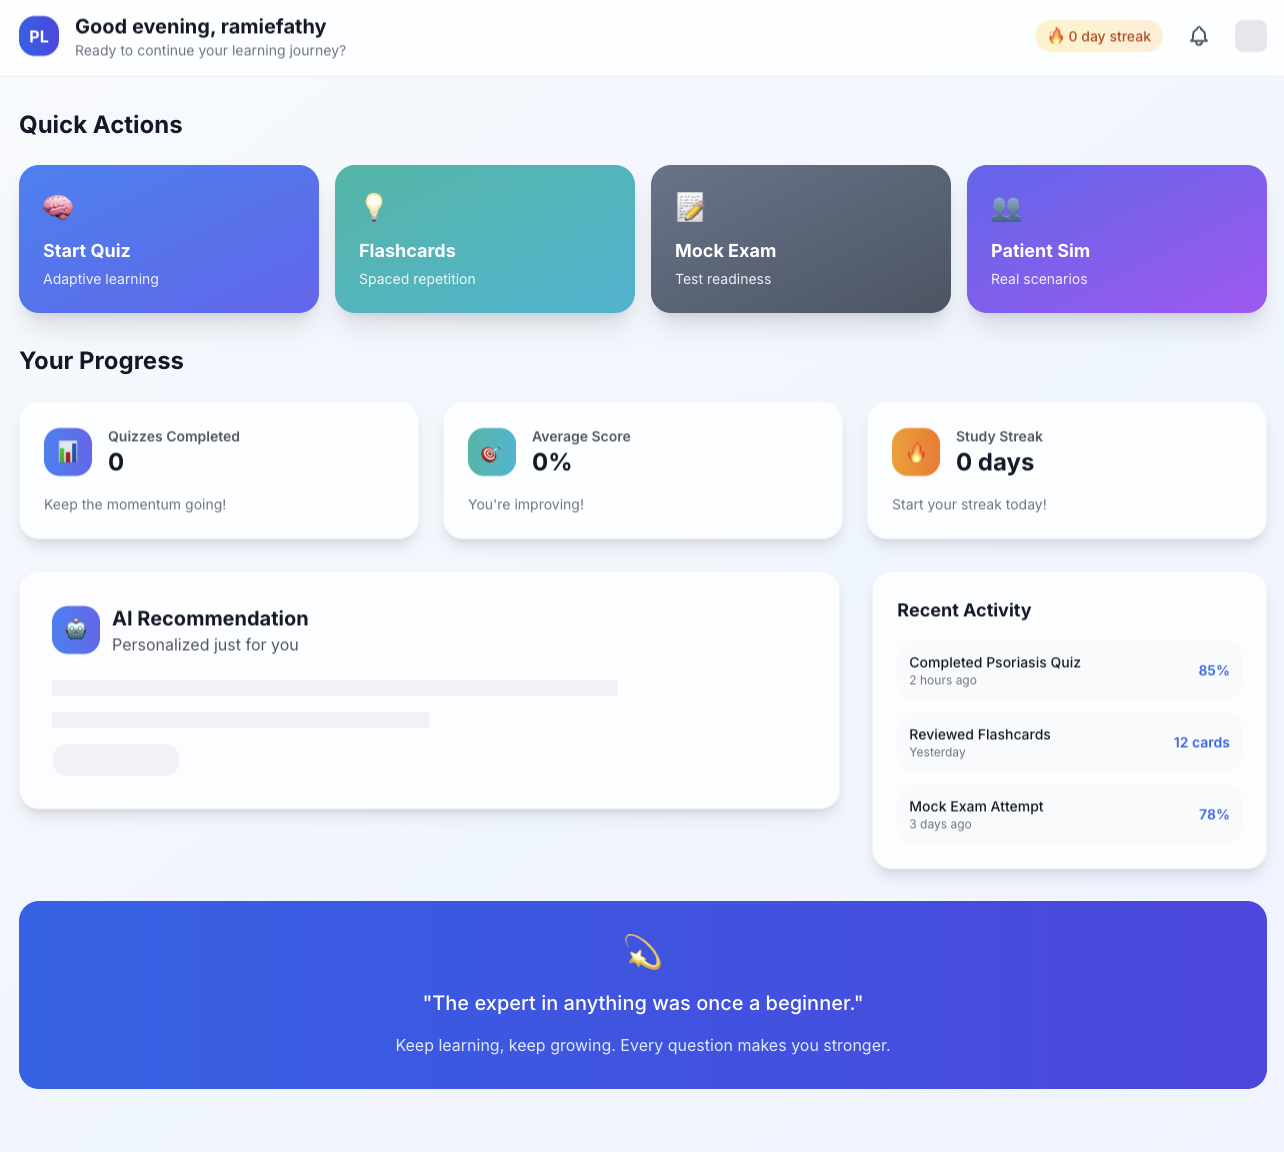 PL
Good evening, ramiefathy
Ready to continue your learning journey?
🔥 0 day streak
Quick Actions
Start Quiz
Adaptive learning
Flashcards
Spaced repetition
Mock Exam
Test readiness
Patient Sim
Real scenarios
Your Progress
Quizzes Completed
0
Keep the momentum going!
Average Score
0%
You're improving!
Study Streak
0 days
Start your streak today!
AI Recommendation
Personalized just for you
Recent Activity
Completed Psoriasis Quiz
2 hours ago
85%
Reviewed Flashcards
Yesterday
12 cards
Mock Exam Attempt
3 days ago
78%
"The expert in anything was once a beginner."
Keep learning, keep growing. Every question makes you stronger.